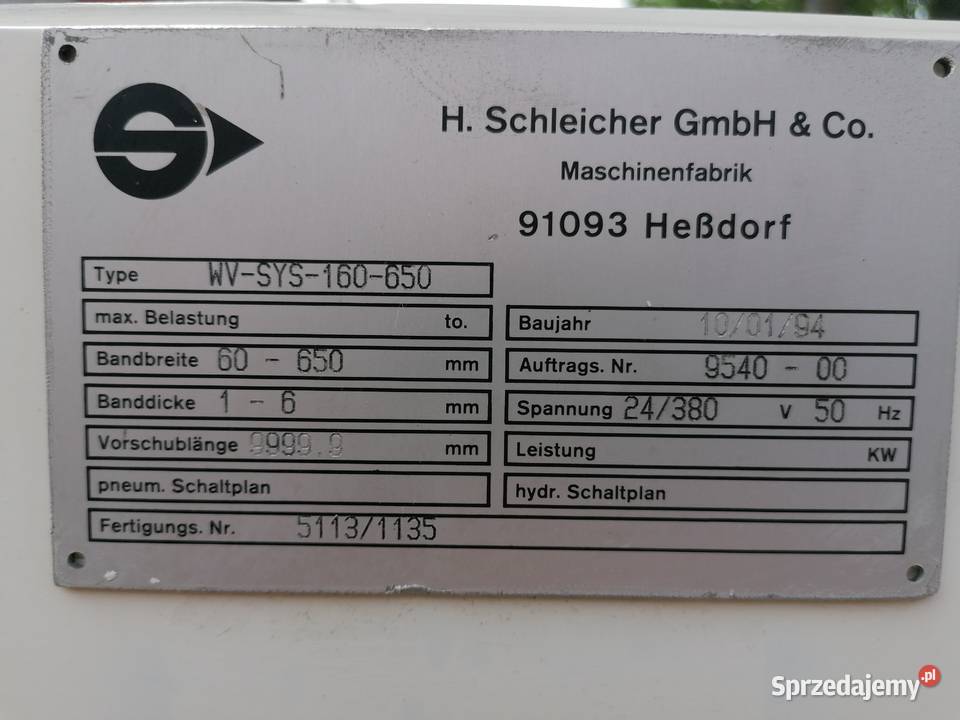 H. Schleicher GmbH & Co.
Maschinenfabrik
91093 Heßdorf
Type WV-SYS-160-650
max. Belastung to.
Baujahr 10/01/94
Bandbreite 60 - 650 mm
Auftrags. Nr. 9540 - 00
Banddicke 1 - 6 mm
Spannung 24/380 V 50 Hz
Vorschublänge 9999.9 mm
Leistung KW
pneum. Schaltplan
hydr. Schaltplan
Fertigungs. Nr. 5113/1135
Sprzedajemy.pl